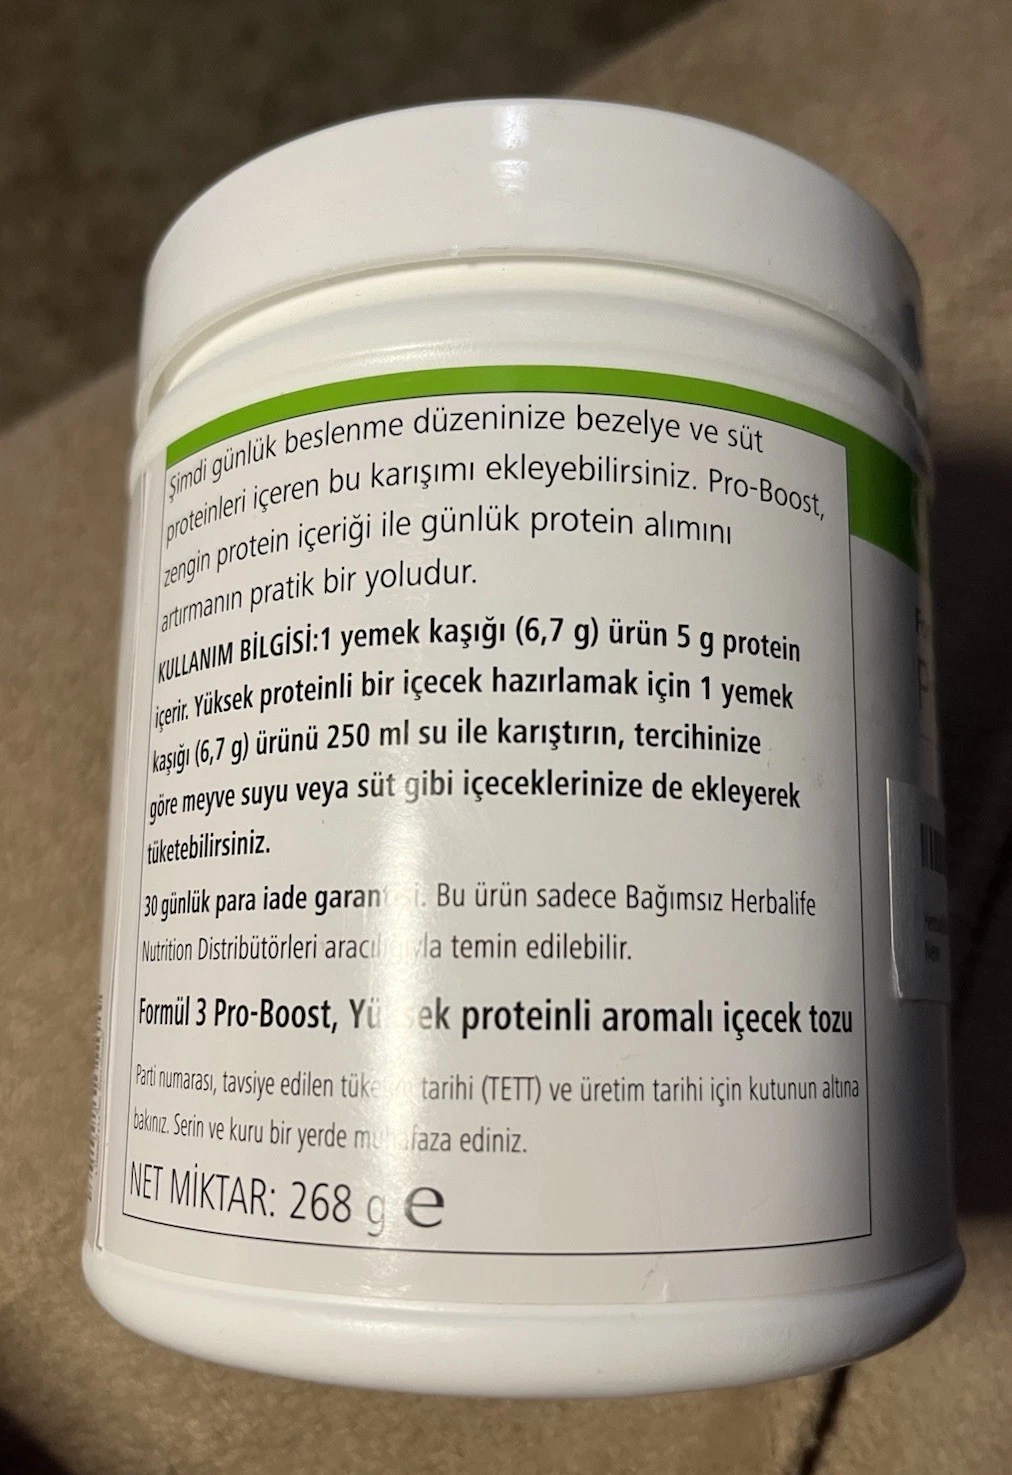 Şimdi günlük beslenme düzeninize bezelye ve süt
proteinleri içeren bu karışımı ekleyebilirsiniz. Pro-Boost,
zengin protein içeriği ile günlük protein alımını
artırmanın pratik bir yoludur.
KULLANIM BİLGİSİ:1 yemek kaşığı (6,7 g) ürün 5 g protein
içerir. Yüksek proteinli bir içecek hazırlamak için 1 yemek
kaşığı (6,7 g) ürünü 250 ml su ile karıştırın, tercihinize
göre meyve suyu veya süt gibi içeceklerinize de ekleyerek
tüketebilirsiniz.
30 günlük para iade garantisi. Bu ürün sadece Bağımsız Herbalife
Nutrition Distribütörleri aracılığıyla temin edilebilir.
Formül 3 Pro-Boost, Yüksek proteinli aromalı içecek tozu
Parti numarası, tavsiye edilen tüketim tarihi (TETT) ve üretim tarihi için kutunun altına
bakınız. Serin ve kuru bir yerde muhafaza ediniz.
NET MİKTAR: 268 g e